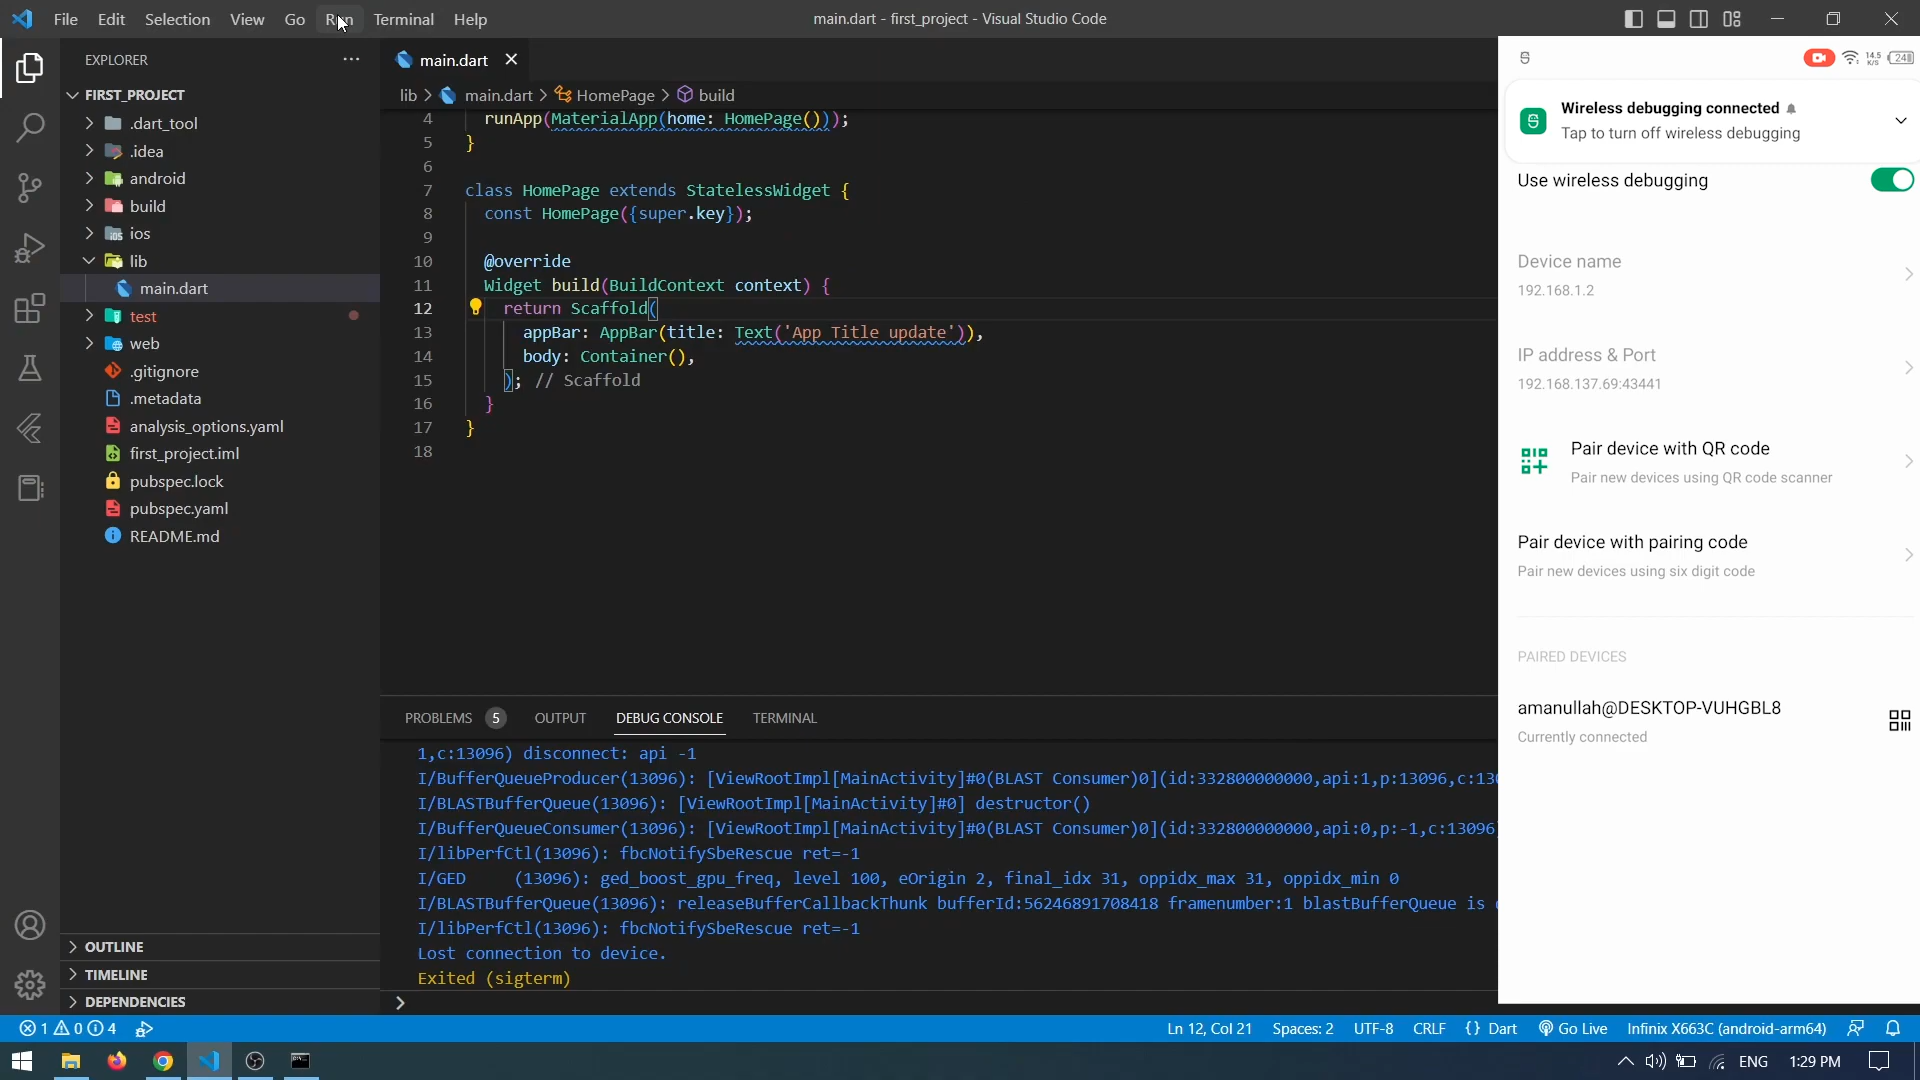 File Edit Selection View Go Run Terminal Help
main.dart - first_project - Visual Studio Code
EXPLORER
FIRST_PROJECT
.dart_tool
.idea
android
build
ios
lib
main.dart
test
web
.gitignore
.metadata
analysis_options.yaml
first_project.iml
pubspec.lock
pubspec.yaml
README.md
OUTLINE
TIMELINE
DEPENDENCIES
main.dart
lib > main.dart > HomePage > build
4 runApp(MaterialApp(home: HomePage()));
5 }
6
7 class HomePage extends StatelessWidget {
8 const HomePage({super.key});
9
10 @override
11 Widget build(BuildContext context) {
12 return Scaffold(
13 appBar: AppBar(title: Text('App Title update')),
14 body: Container(),
15 ); // Scaffold
16 }
17 }
18
PROBLEMS 5 OUTPUT DEBUG CONSOLE TERMINAL
1,c:13096) disconnect: api -1
I/BufferQueueProducer(13096): [ViewRootImpl[MainActivity]#0(BLAST Consumer)0](id:332800000000,api:1,p:13096,c:130
I/BLASTBufferQueue(13096): [ViewRootImpl[MainActivity]#0] destructor()
I/BufferQueueConsumer(13096): [ViewRootImpl[MainActivity]#0(BLAST Consumer)0](id:332800000000,api:0,p:-1,c:13096
I/libPerfCtl(13096): fbcNotifySbeRescue ret=-1
I/GED (13096): ged_boost_gpu_freq, level 100, eOrigin 2, final_idx 31, oppidx_max 31, oppidx_min 0
I/BLASTBufferQueue(13096): releaseBufferCallbackThunk bufferId:56246891708418 framenumber:1 blastBufferQueue is
I/libPerfCtl(13096): fbcNotifySbeRescue ret=-1
Lost connection to device.
Exited (sigterm)
14.5 K/S 24
Wireless debugging connected
Tap to turn off wireless debugging
Use wireless debugging
Device name
192.168.1.2
IP address & Port
192.168.137.69:43441
Pair device with QR code
Pair new devices using QR code scanner
Pair device with pairing code
Pair new devices using six digit code
PAIRED DEVICES
amanullah@DESKTOP-VUHGBL8
Currently connected
1 0 4
Ln 12, Col 21 Spaces: 2 UTF-8 CRLF {} Dart Go Live Infinix X663C (android-arm64)
ENG 1:29 PM